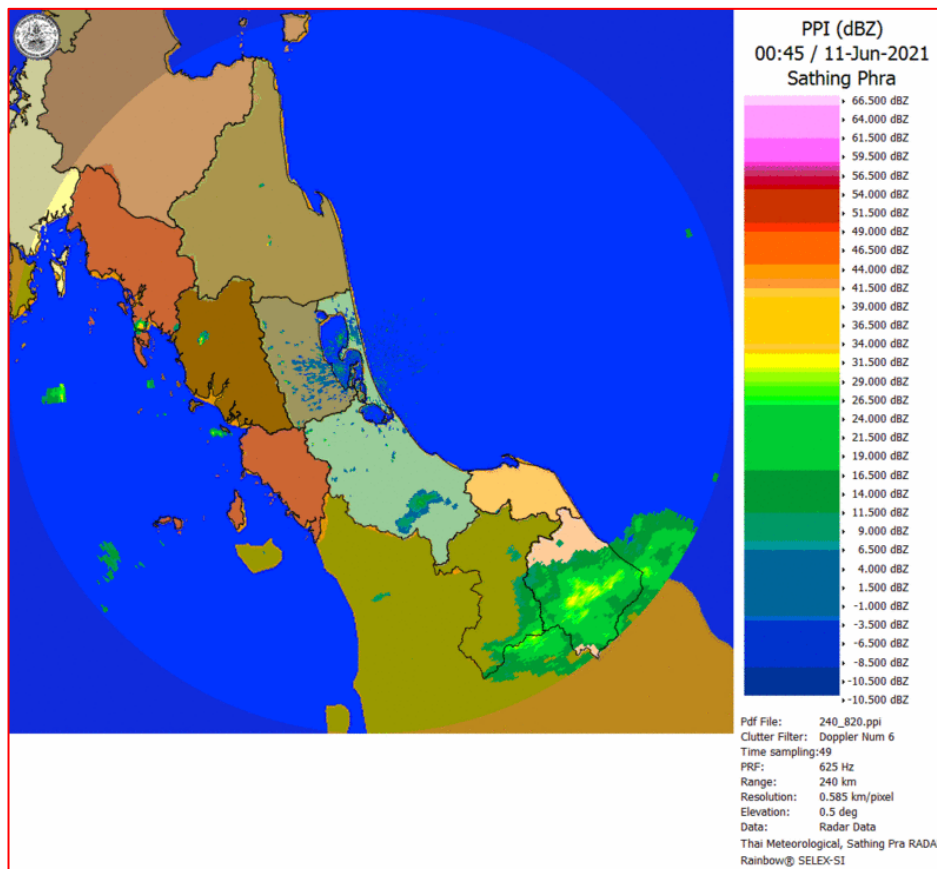 PPI (dBZ)
00:45 / 11-Jun-2021
Sathing Phra
66.500 dBZ
64.000 dBZ
61.500 dBZ
59.500 dBZ
56.500 dBZ
54.000 dBZ
51.500 dBZ
49.000 dBZ
46.500 dBZ
44.000 dBZ
41.500 dBZ
39.000 dBZ
36.500 dBZ
34.000 dBZ
31.500 dBZ
29.000 dBZ
26.500 dBZ
24.000 dBZ
21.500 dBZ
19.000 dBZ
16.500 dBZ
14.000 dBZ
11.500 dBZ
9.000 dBZ
6.500 dBZ
4.000 dBZ
1.500 dBZ
-1.000 dBZ
-3.500 dBZ
-6.500 dBZ
-8.500 dBZ
-10.500 dBZ
-10.500 dBZ
Pdf File: 240_820.ppi
Clutter Filter: Doppler Num 6
Time sampling:49
PRF: 625 Hz
Range: 240 km
Resolution: 0.585 km/pixel
Elevation: 0.5 deg
Data: Radar Data
Thai Meteorological, Sathing Pra RADA
Rainbow® SELEX-SI